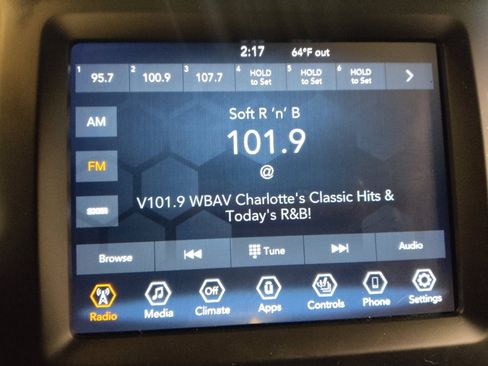 2:17 64°F out
1 95.7 2 100.9 3 107.7 4 HOLD to Set 5 HOLD to Set 6 HOLD to Set
Soft R 'n' B
AM
101.9
FM
@
V101.9 WBAV Charlotte's Classic Hits &
Today's R&B!
SXM
Browse Tune Audio
Off
Radio Media Climate Apps Controls Phone Settings